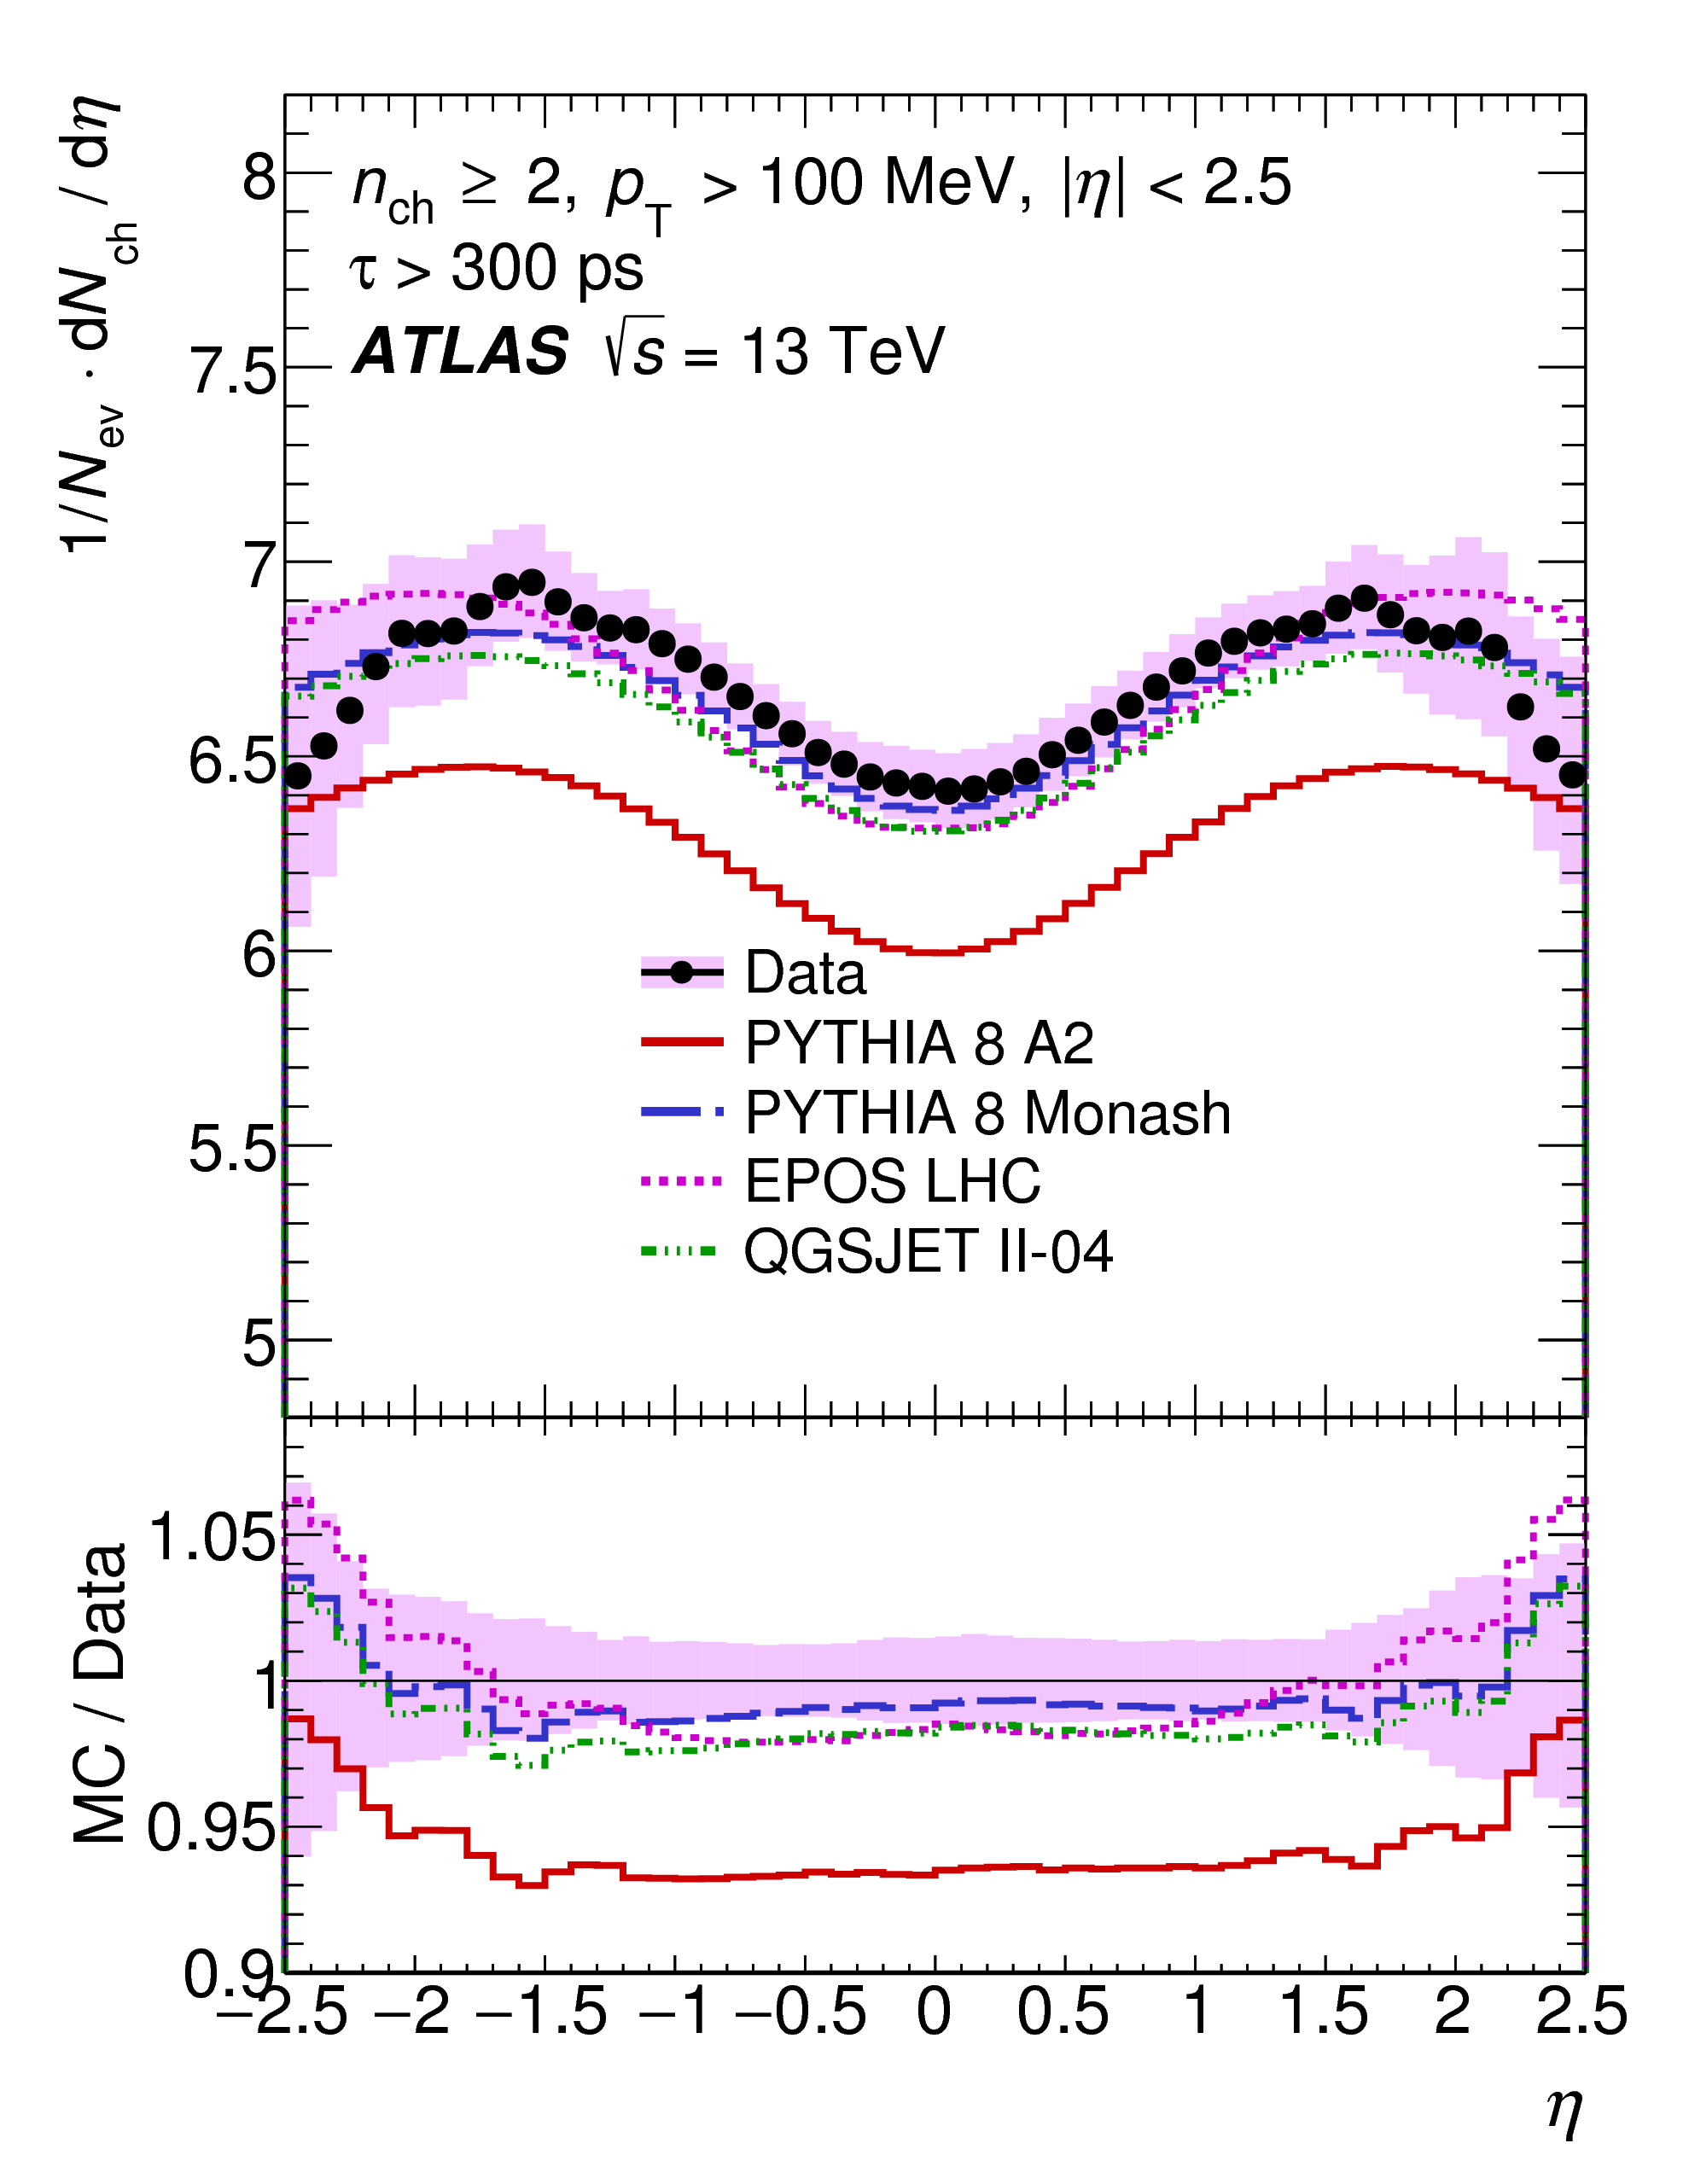 1/N_ev · dN_ch / dη
8
7.5
7
6.5
6
5.5
5
n_ch ≥ 2, p_T > 100 MeV, |η| < 2.5
τ > 300 ps
ATLAS √s = 13 TeV
Data
PYTHIA 8 A2
PYTHIA 8 Monash
EPOS LHC
QGSJET II-04
MC / Data
1.05
1
0.95
0.9
−2.5 −2 −1.5 −1 −0.5 0 0.5 1 1.5 2 2.5
η